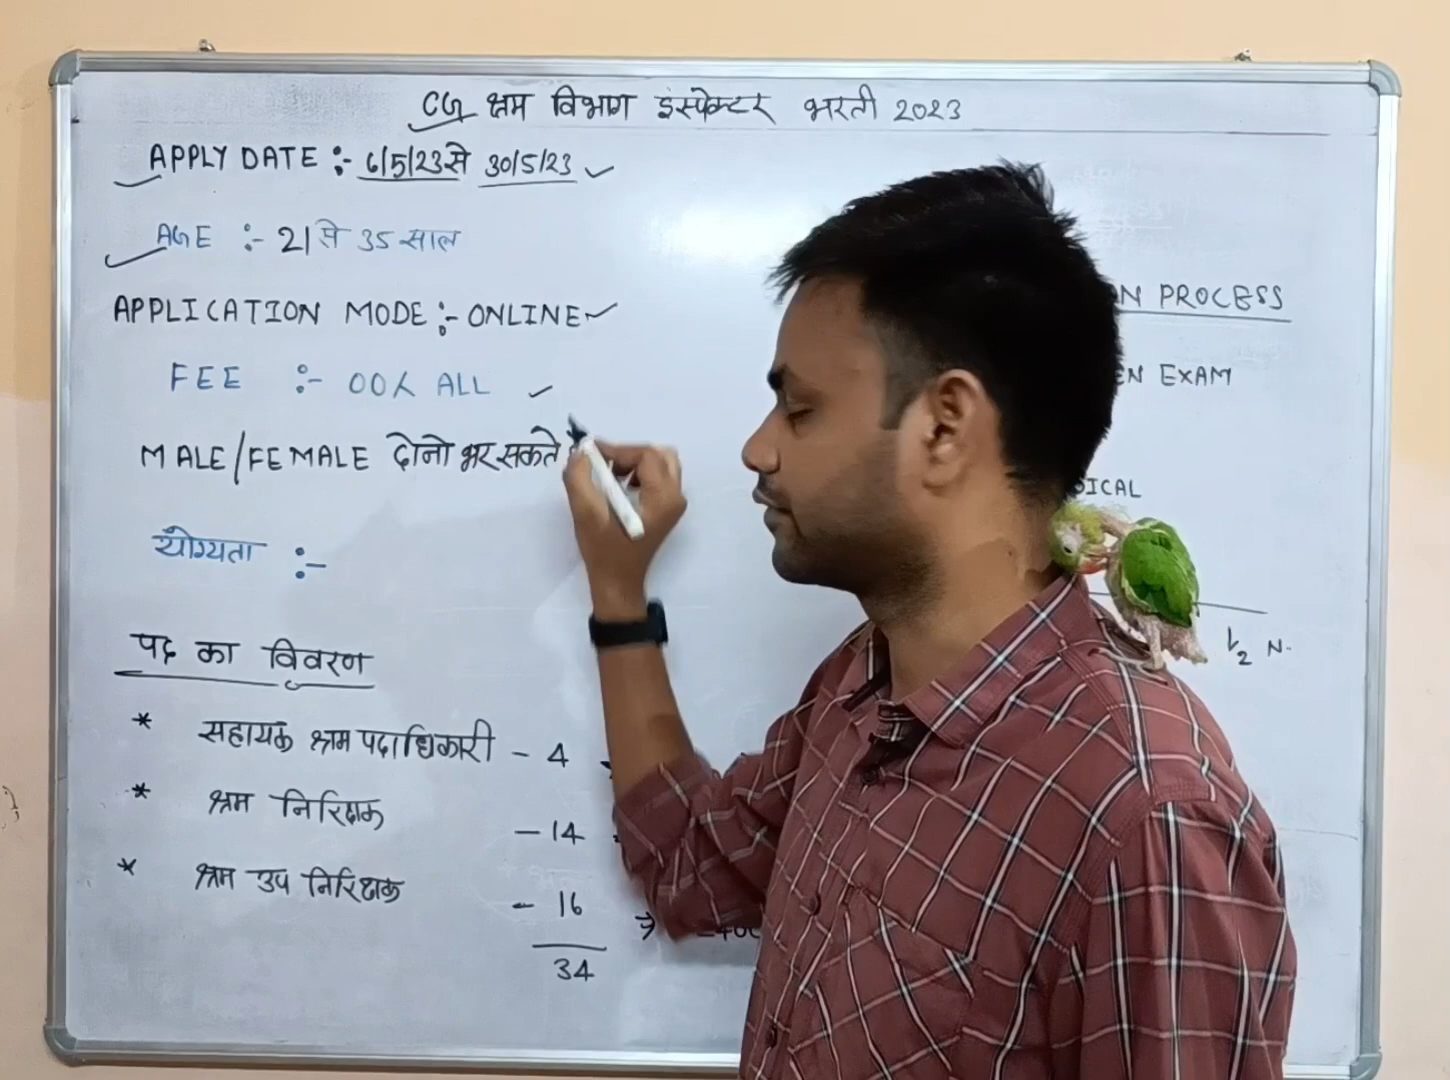 CG श्रम विभाग इंस्पेक्टर भरती 2023
APPLY DATE :- 6/5/23 से 30/5/23
AGE :- 21 से 35 साल
APPLICATION MODE :- ONLINE
FEE :- 00/ ALL
MALE/FEMALE दोनो भर सकते
योग्यता :-
पद का विवरण
* सहायक श्रम पदाधिकारी - 4
* श्रम निरिक्षक - 14
* श्रम उप निरिक्षक - 16
34
N PROCESS
EN EXAM
DICAL
1/2 N.